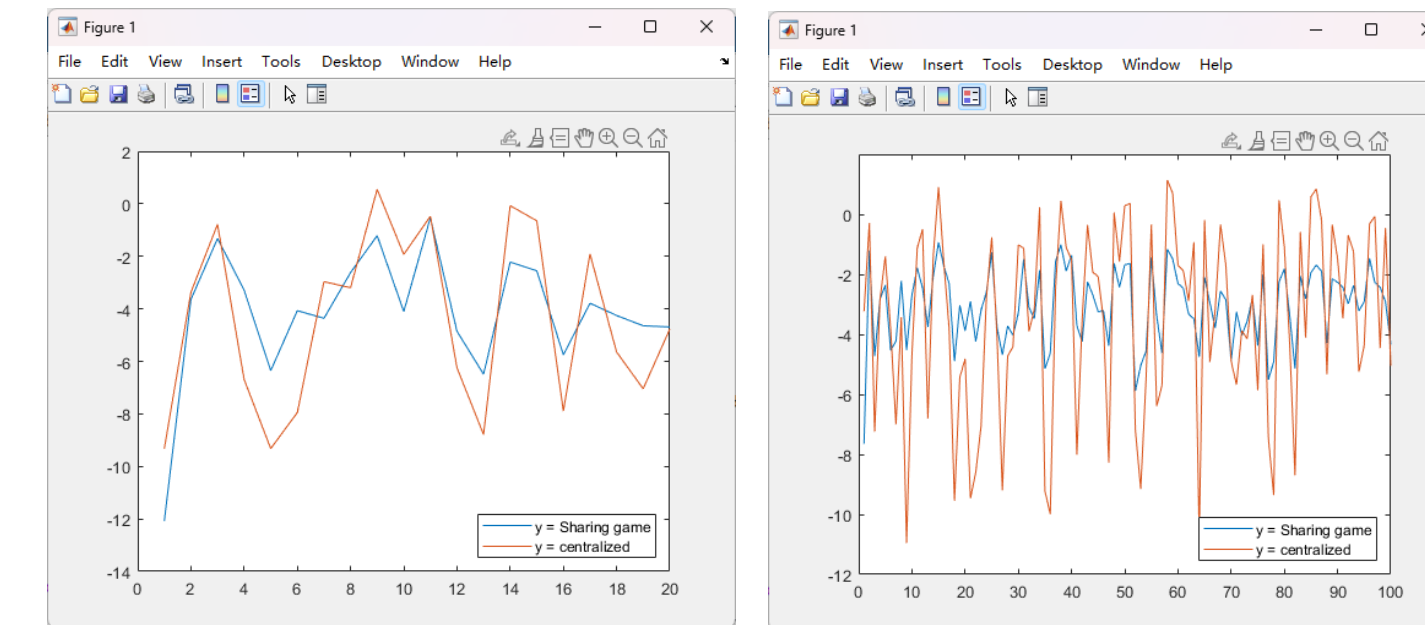 Figure 1
File Edit View Insert Tools Desktop Window Help
2
0
-2
-4
-6
-8
-10
-12
-14
0 2 4 6 8 10 12 14 16 18 20
y = Sharing game
y = centralized
Figure 1
File Edit View Insert Tools Desktop Window Help
0
-2
-4
-6
-8
-10
-12
0 10 20 30 40 50 60 70 80 90 100
y = Sharing game
y = centralized